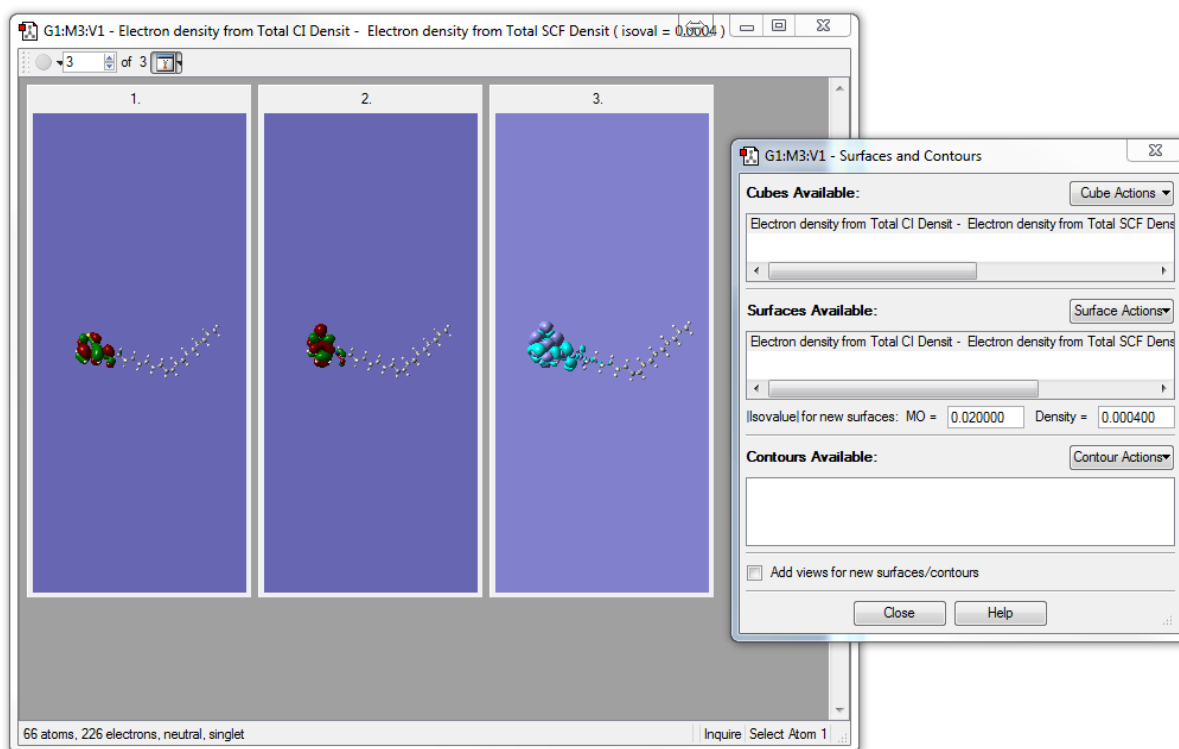 G1:M3:V1 - Electron density from Total CI Densit - Electron density from Total SCF Densit ( isoval = 0.0004 )
3 of 3
1.
2.
3.
66 atoms, 226 electrons, neutral, singlet
Inquire Select Atom 1
G1:M3:V1 - Surfaces and Contours
Cubes Available:
Cube Actions
Electron density from Total CI Densit - Electron density from Total SCF Dens
Surfaces Available:
Surface Actions
Electron density from Total CI Densit - Electron density from Total SCF Dens
|Isovalue| for new surfaces: MO = 0.020000 Density = 0.000400
Contours Available:
Contour Actions
Add views for new surfaces/contours
Close
Help